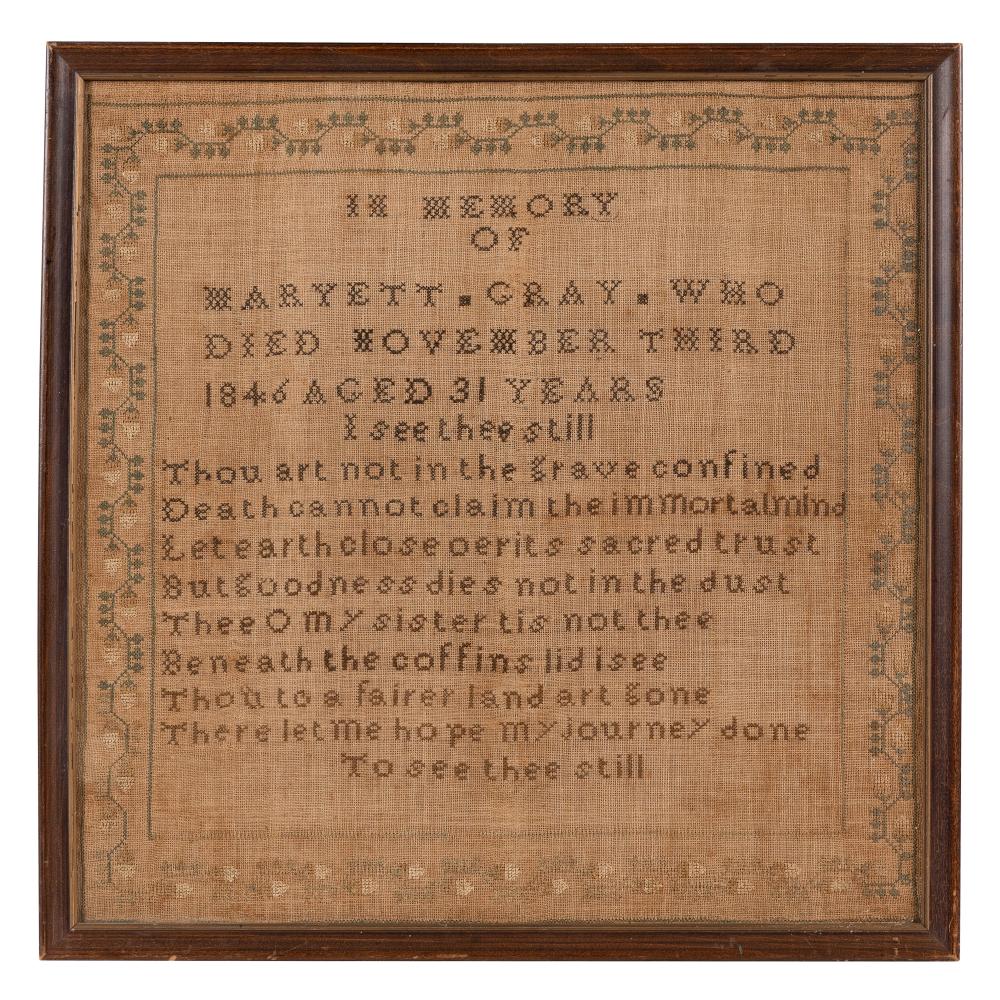 IN MEMORY
OF
MARYETT . GRAY . WHO
DIED NOVEMBER THIRD
1846 AGED 31 YEARS
I see thee still
Thou art not in the grave confined
Death cannot claim the immortal mind
Let earth close oer its sacred trust
But goodness dies not in the dust
Thee O my sister tis not thee
Beneath the coffins lid i see
Thou to a fairer land art gone
There let me hope my journey done
To see thee still